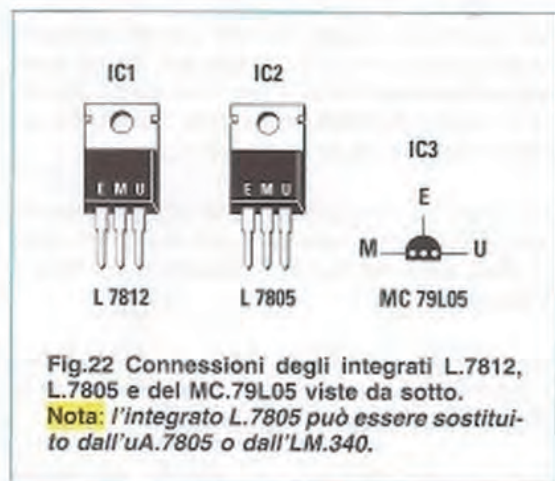 IC1 IC2
IC3
E M U E M U
E
M U
L 7812 L 7805 MC 79L05
Fig.22 Connessioni degli integrati L.7812,
L.7805 e del MC.79L05 viste da sotto.
Nota: l'integrato L.7805 può essere sostitui-
to dall'uA.7805 o dall'LM.340.